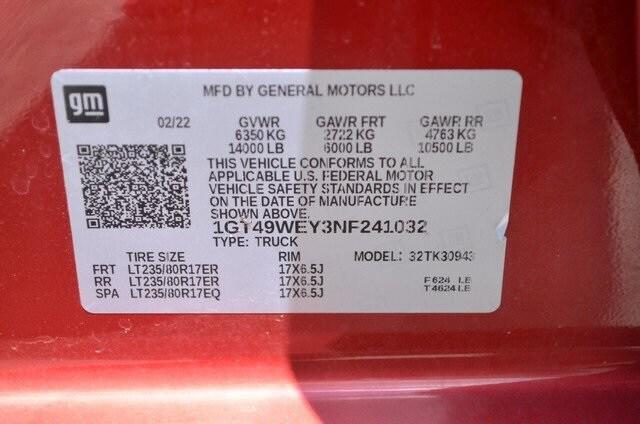 gm
MFD BY GENERAL MOTORS LLC
02/22 GVWR GAWR FRT GAWR RR
6350 KG 2722 KG 4763 KG
14000 LB 6000 LB 10500 LB
THIS VEHICLE CONFORMS TO ALL
APPLICABLE U.S. FEDERAL MOTOR
VEHICLE SAFETY STANDARDS IN EFFECT
ON THE DATE OF MANUFACTURE
SHOWN ABOVE.
1GT49WEY3NF241032
TYPE: TRUCK
TIRE SIZE RIM MODEL: 32TK30943
FRT LT235/80R17ER 17X6.5J
RR LT235/80R17ER 17X6.5J F624 LE
SPA LT235/80R17EQ 17X6.5J T4624LE